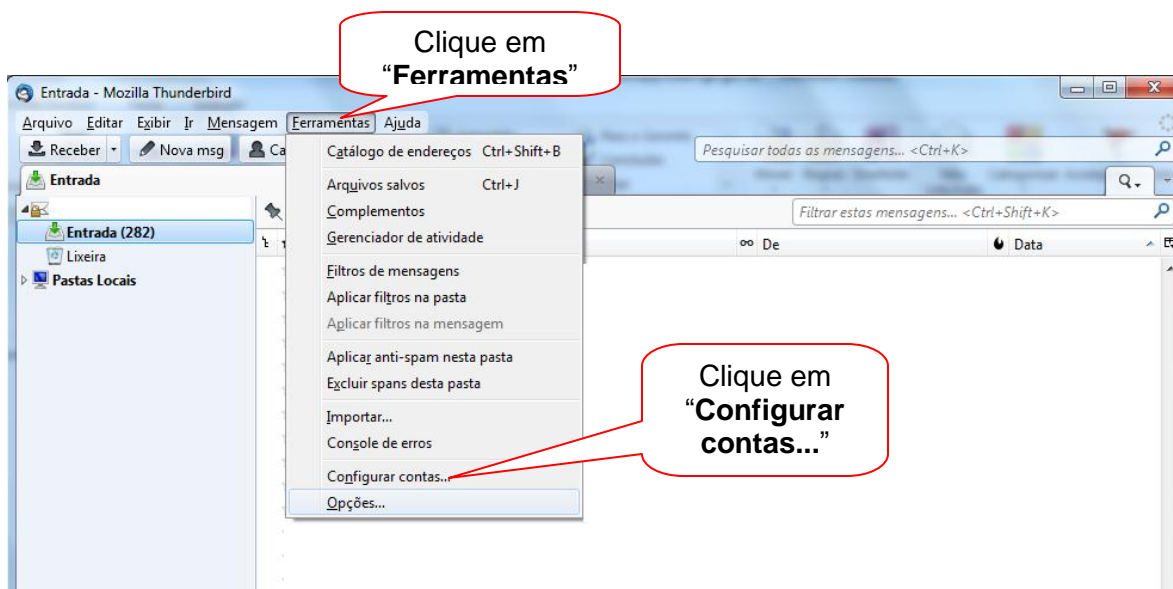 Clique em
“Ferramentas”
Entrada - Mozilla Thunderbird
Arquivo Editar Exibir Ir Mensagem Ferramentas Ajuda
Receber Nova msg Ca
Catálogo de endereços Ctrl+Shift+B
Pesquisar todas as mensagens... <Ctrl+K>
Entrada
Arquivos salvos Ctrl+J
Complementos
Filtrar estas mensagens... <Ctrl+Shift+K>
Entrada (282)
Gerenciador de atividade
De Data
Lixeira
Pastas Locais
Filtros de mensagens
Aplicar filtros na pasta
Aplicar filtros na mensagem
Aplicar anti-spam nesta pasta
Excluir spans desta pasta
Importar...
Console de erros
Configurar contas...
Opções...
Clique em
“Configurar
contas...”